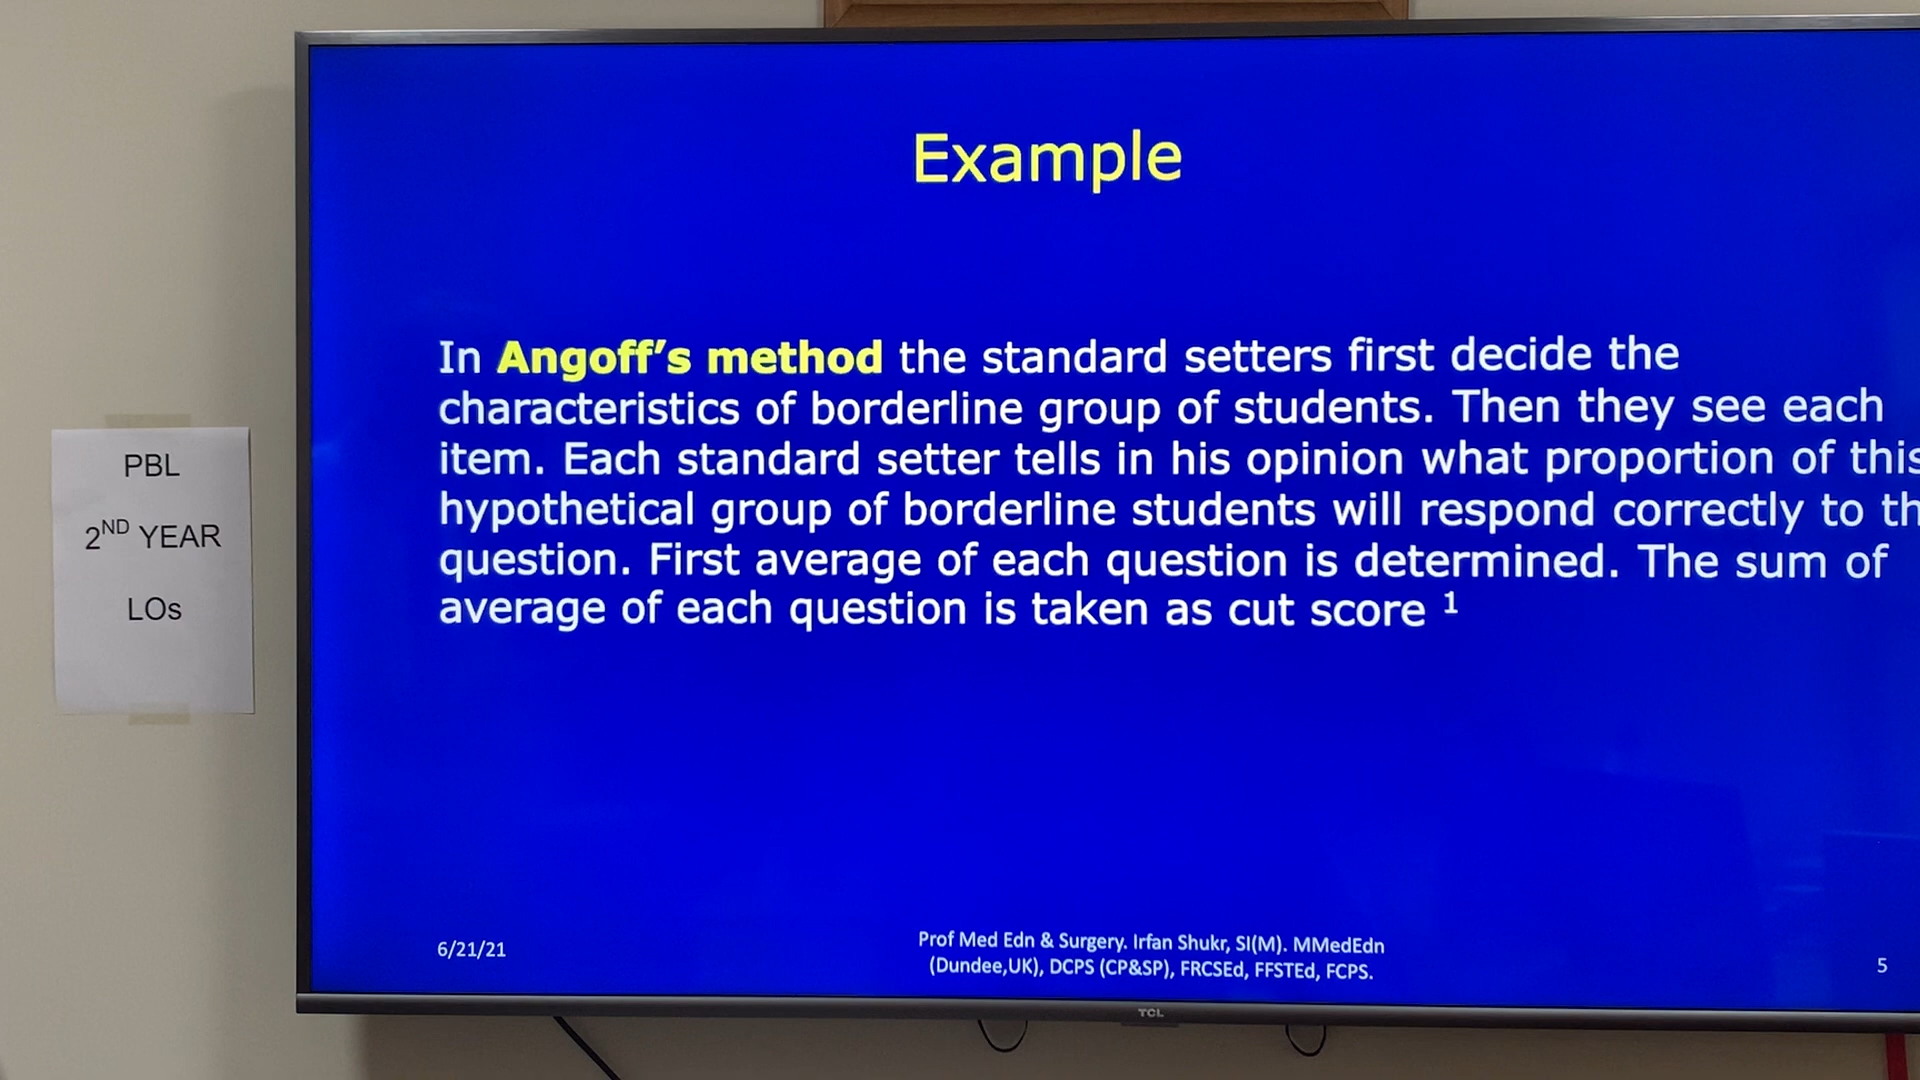 PBL
2ND YEAR
LOs
Example
In Angoff's method the standard setters first decide the
characteristics of borderline group of students. Then they see each
item. Each standard setter tells in his opinion what proportion of this
hypothetical group of borderline students will respond correctly to th
question. First average of each question is determined. The sum of
average of each question is taken as cut score 1
6/21/21
Prof Med Edn & Surgery. Irfan Shukr, SI(M). MMedEdn
(Dundee,UK), DCPS (CP&SP), FRCSEd, FFSTEd, FCPS.
5
TCL